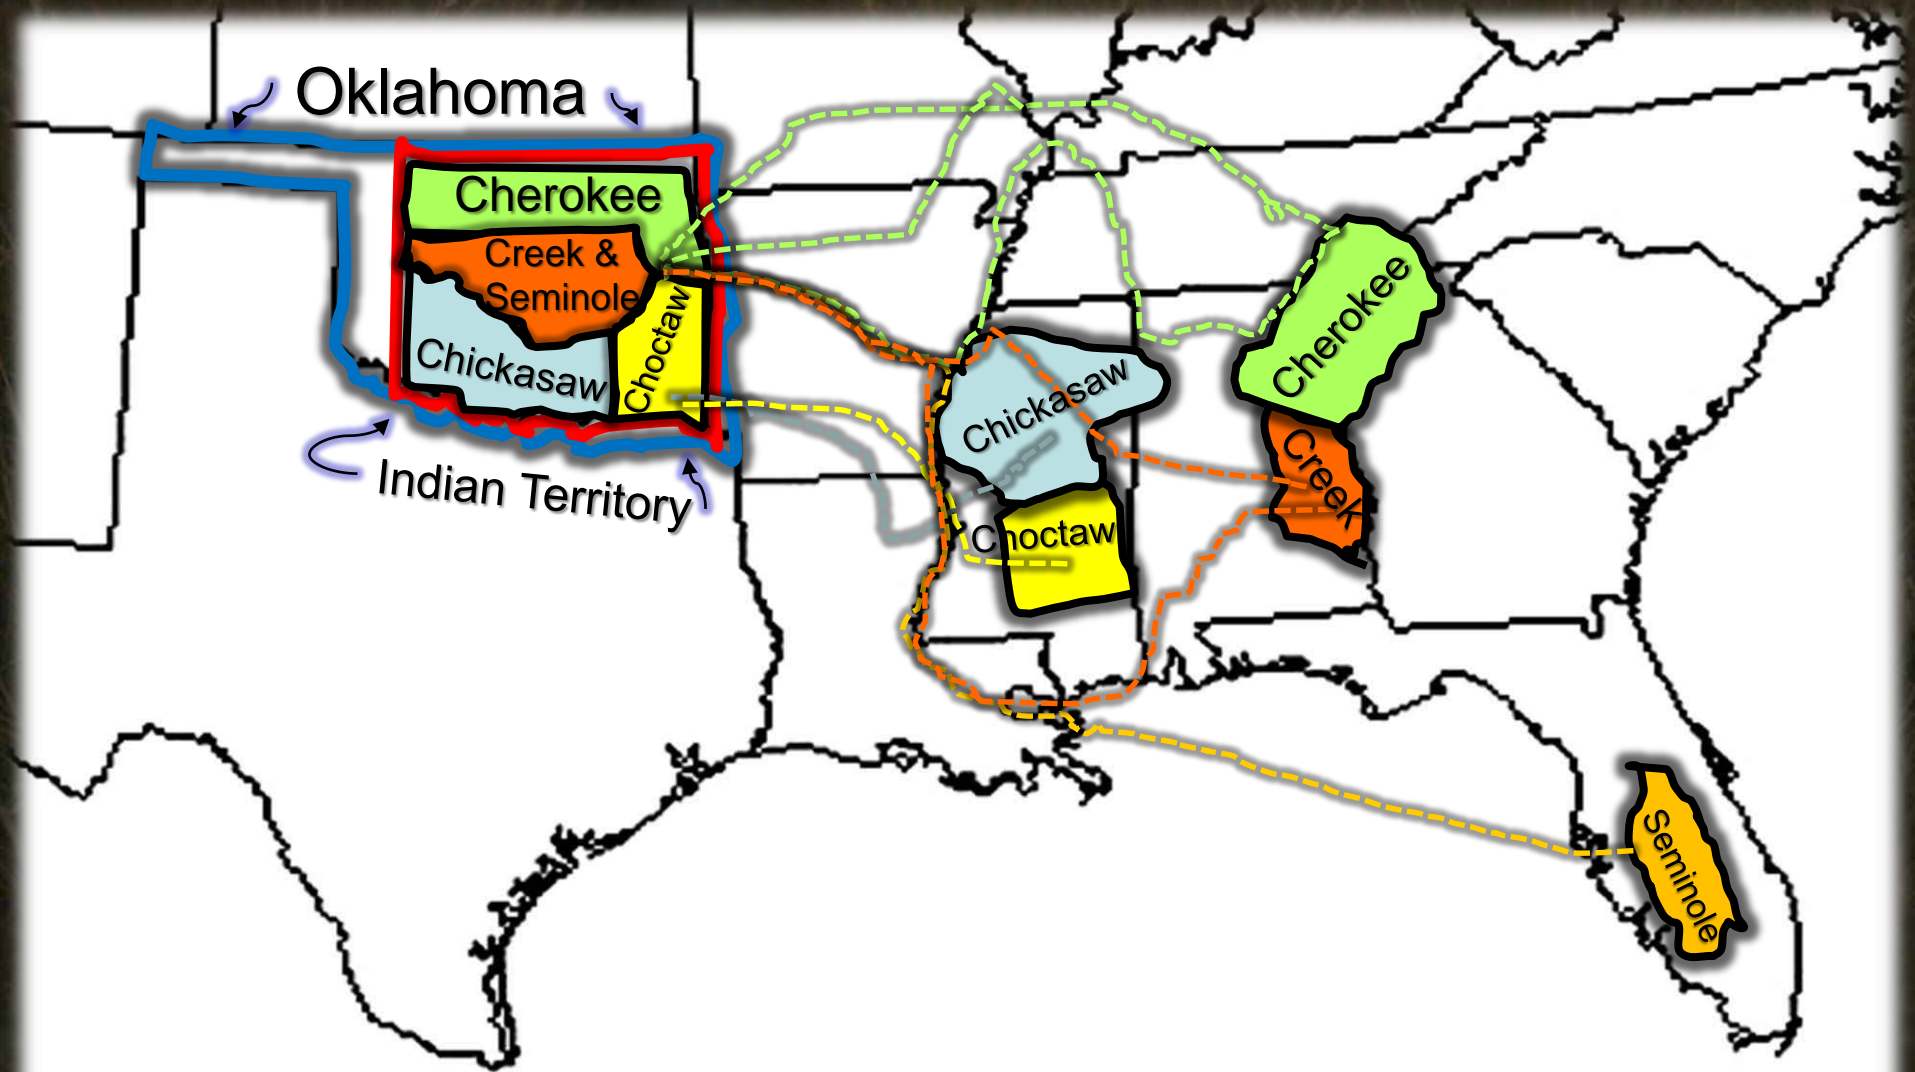 Oklahoma
Cherokee
Creek &
Seminole
Chickasaw
Choctaw
Indian Territory
Cherokee
Chickasaw
Creek
Choctaw
Seminole